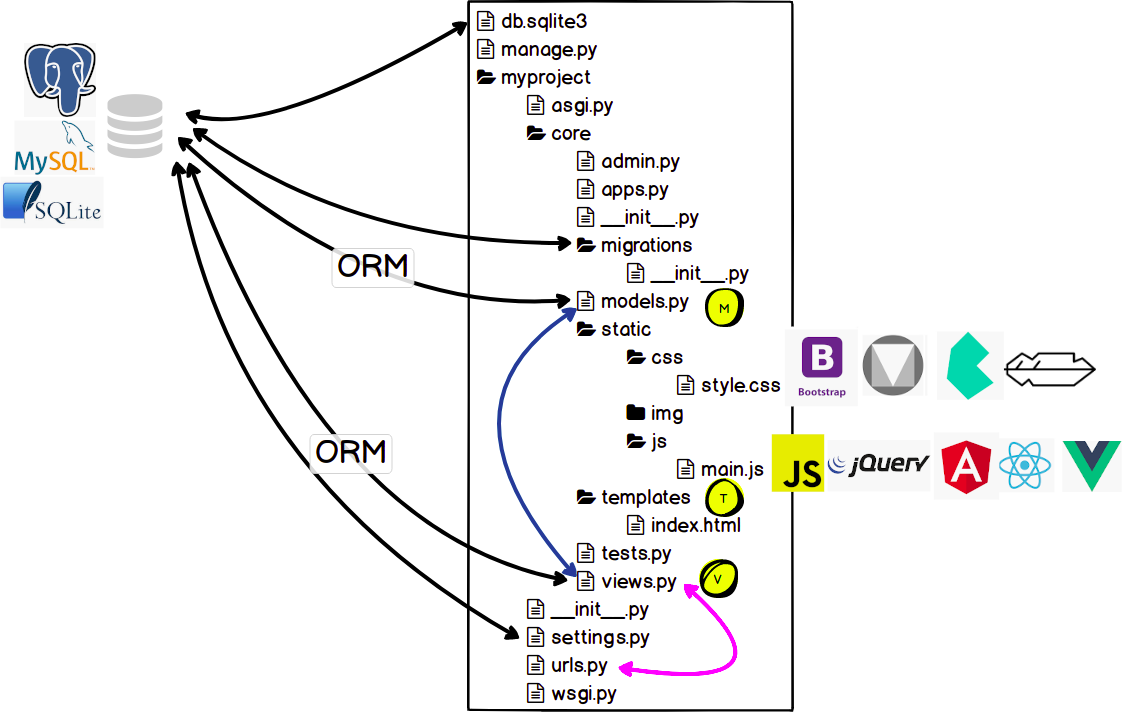 db.sqlite3
manage.py
myproject
asgi.py
core
admin.py
apps.py
__init__.py
migrations
__init__.py
models.py
M
static
css
style.css
img
js
main.js
templates
T
index.html
tests.py
views.py
V
__init__.py
settings.py
urls.py
wsgi.py
MySQL
SQLite
ORM
ORM
B
Bootstrap
JS
jQuery
A